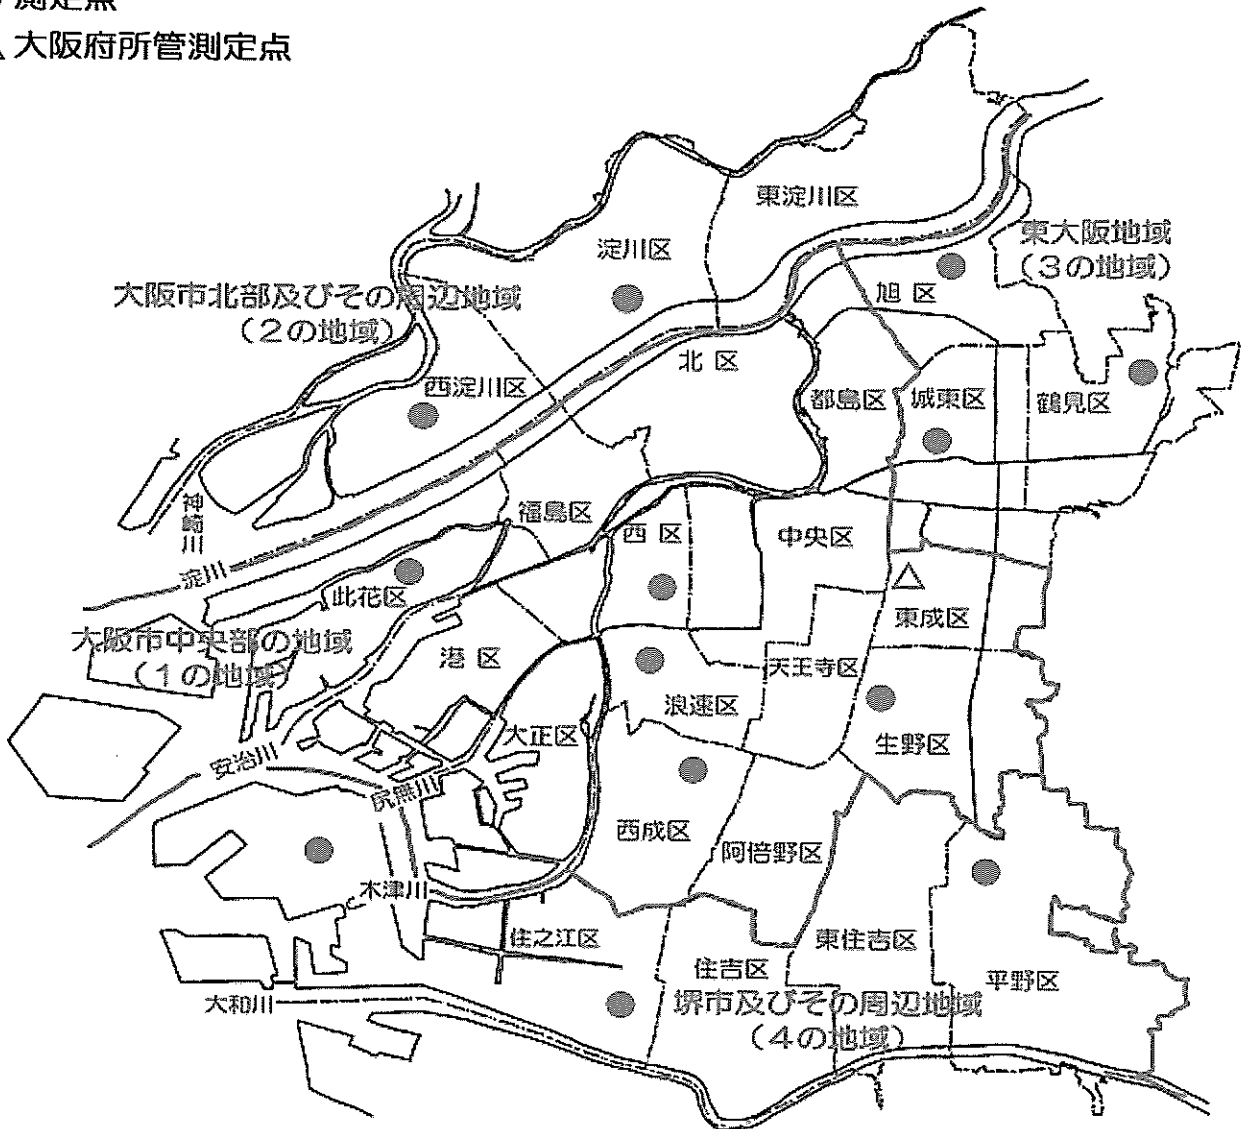 測定点
大阪府所管測定点
東淀川区
淀川区
東大阪地域
（３の地域）
大阪市北部及びその周辺地域
（２の地域）
旭 区
北 区
西淀川区
都島区
城東区
鶴見区
神崎川
福島区
西 区
中央区
淀川
此花区
東成区
大阪市中央部の地域
（１の地域）
港 区
天王寺区
浪速区
大正区
生野区
安治川
尻無川
西成区
阿倍野区
木津川
住之江区
東住吉区
住吉区
平野区
大和川
堺市及びその周辺地域
（４の地域）